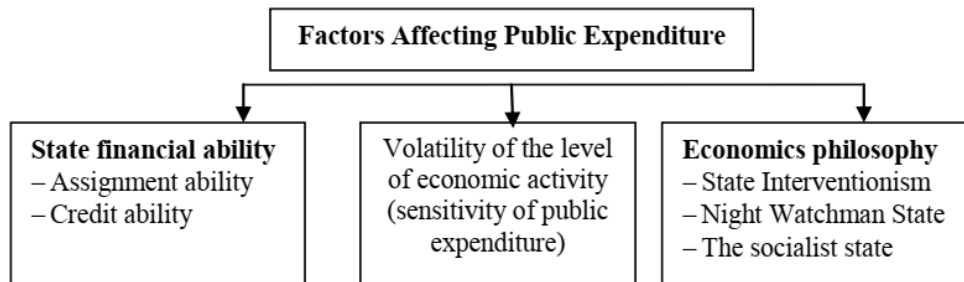 Factors Affecting Public Expenditure
State financial ability
– Assignment ability
– Credit ability
Volatility of the level
of economic activity
(sensitivity of public
expenditure)
Economics philosophy
– State Interventionism
– Night Watchman State
– The socialist state